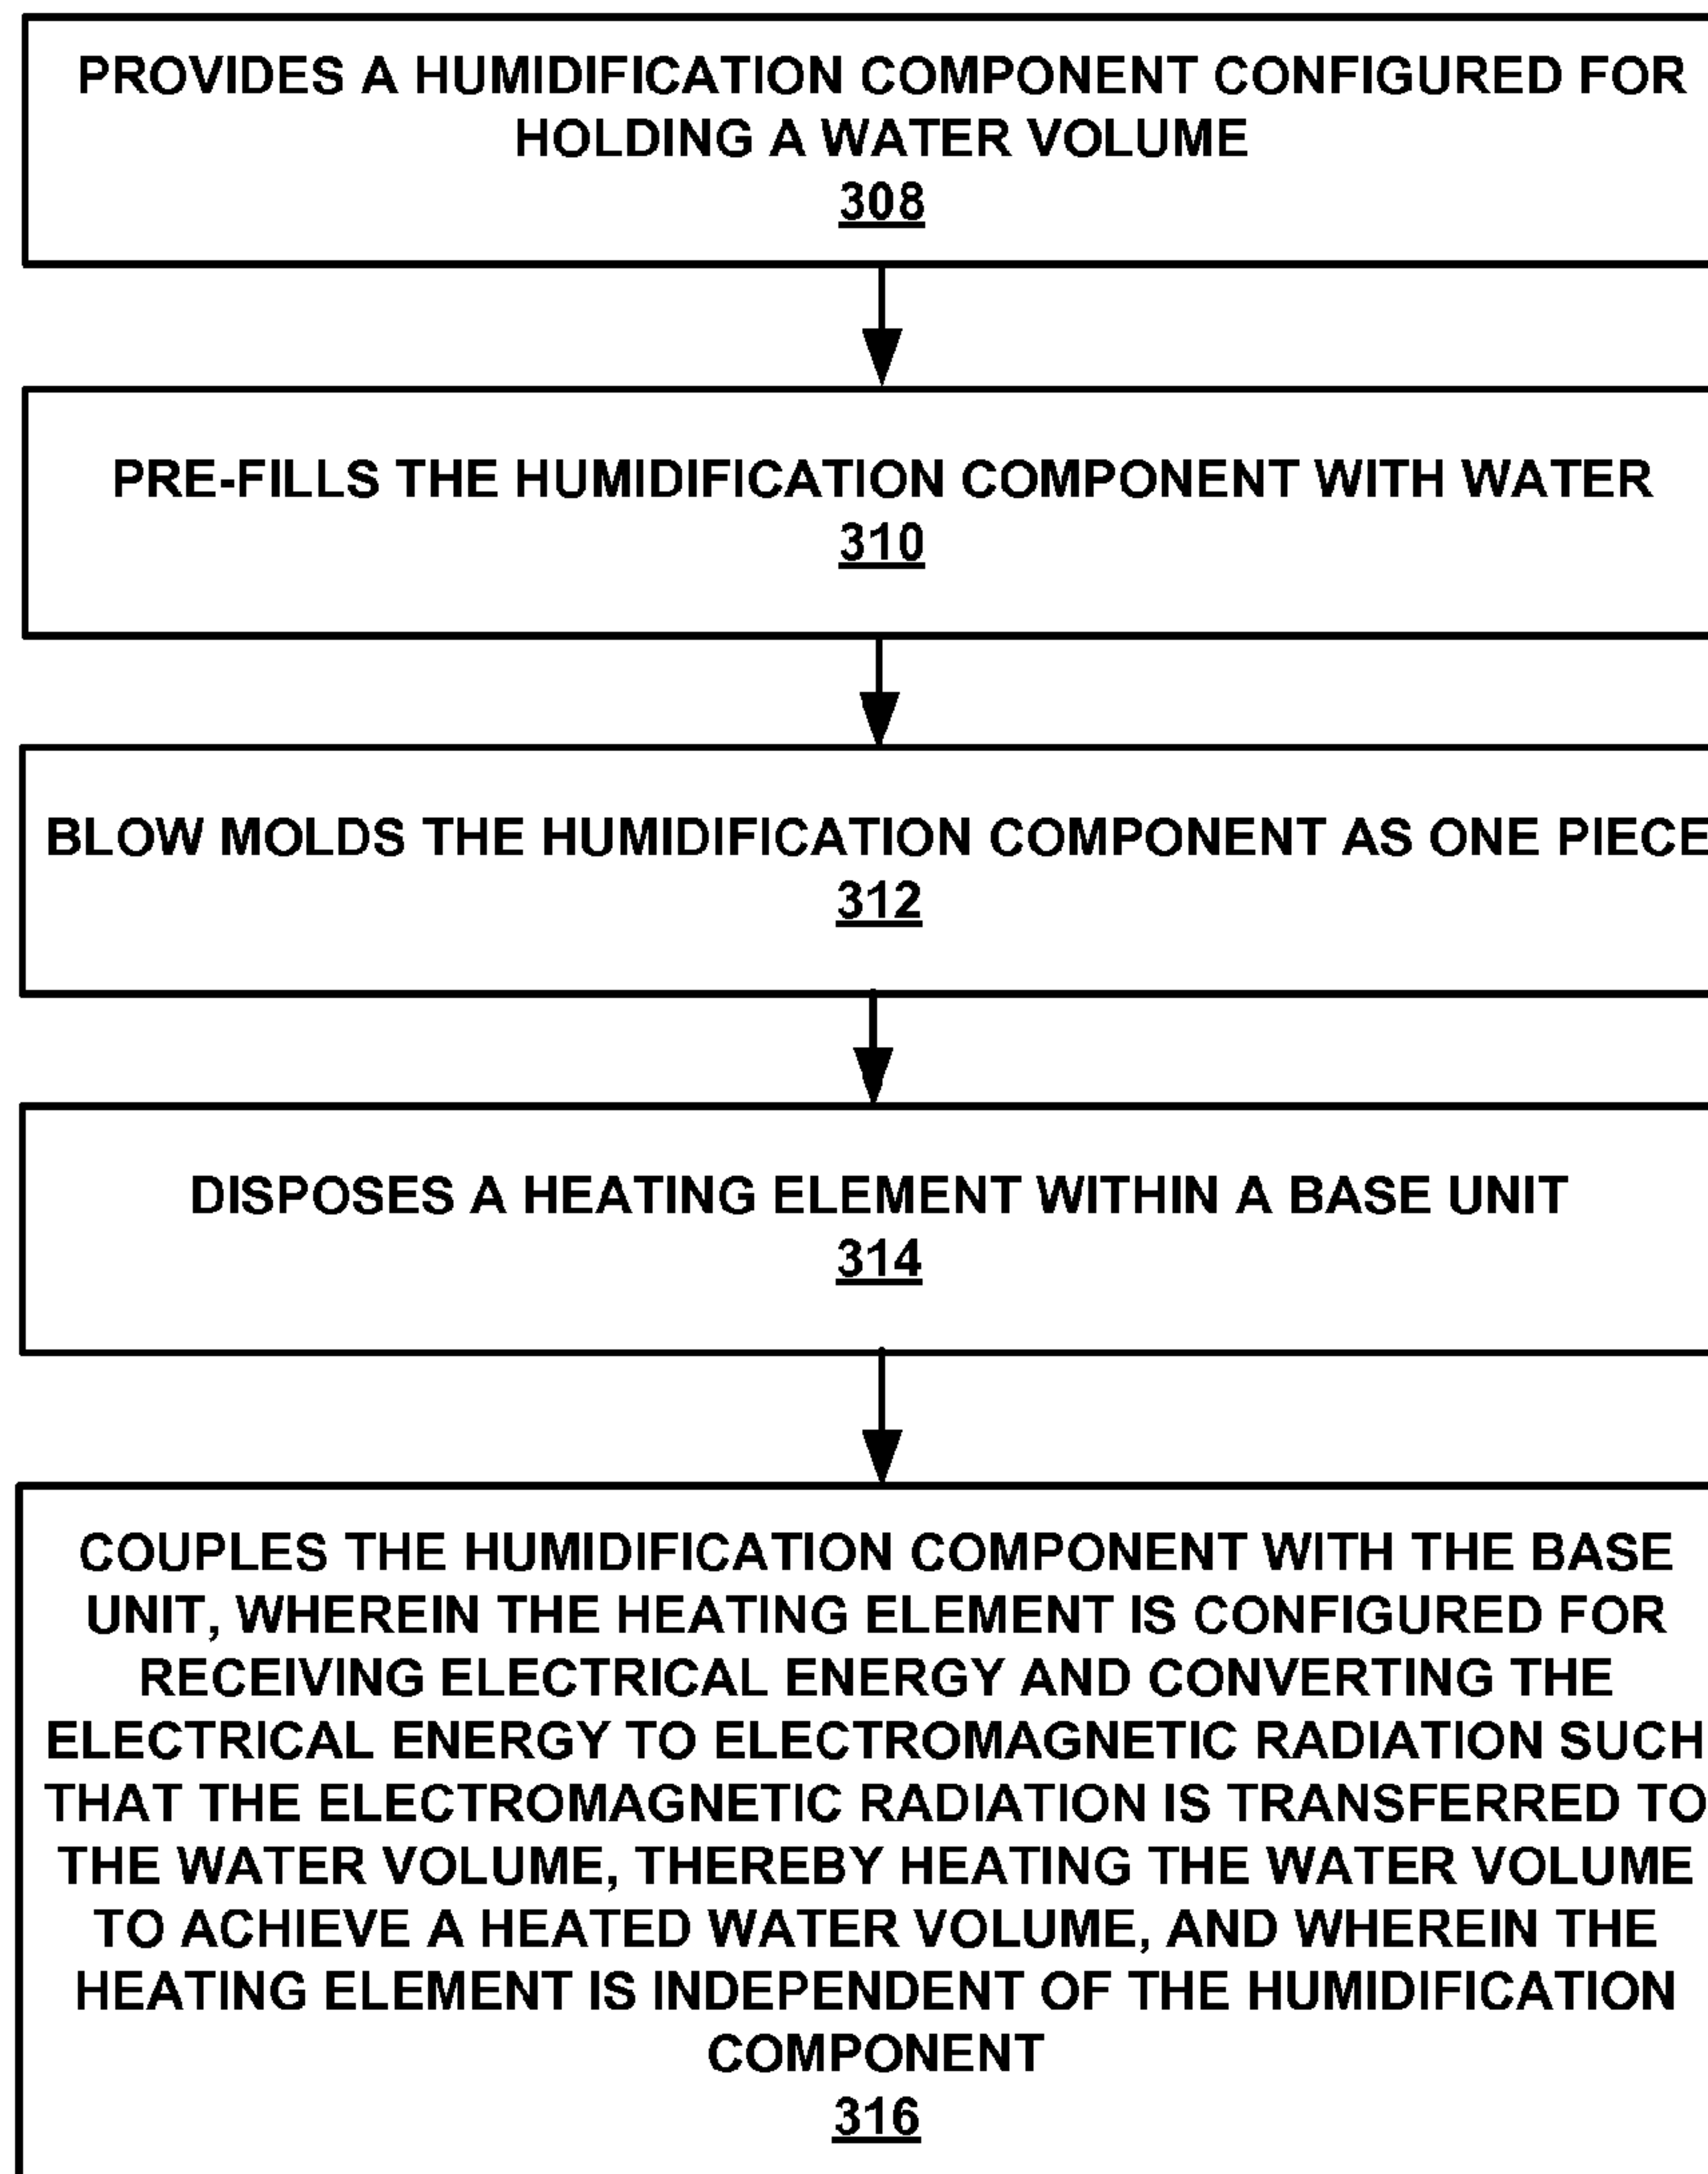 PROVIDES A HUMIDIFICATION COMPONENT CONFIGURED FOR
HOLDING A WATER VOLUME
308
PRE-FILLS THE HUMIDIFICATION COMPONENT WITH WATER
310
BLOW MOLDS THE HUMIDIFICATION COMPONENT AS ONE PIECE
312
DISPOSES A HEATING ELEMENT WITHIN A BASE UNIT
314
COUPLES THE HUMIDIFICATION COMPONENT WITH THE BASE
UNIT, WHEREIN THE HEATING ELEMENT IS CONFIGURED FOR
RECEIVING ELECTRICAL ENERGY AND CONVERTING THE
ELECTRICAL ENERGY TO ELECTROMAGNETIC RADIATION SUCH
THAT THE ELECTROMAGNETIC RADIATION IS TRANSFERRED TO
THE WATER VOLUME, THEREBY HEATING THE WATER VOLUME
TO ACHIEVE A HEATED WATER VOLUME, AND WHEREIN THE
HEATING ELEMENT IS INDEPENDENT OF THE HUMIDIFICATION
COMPONENT
316